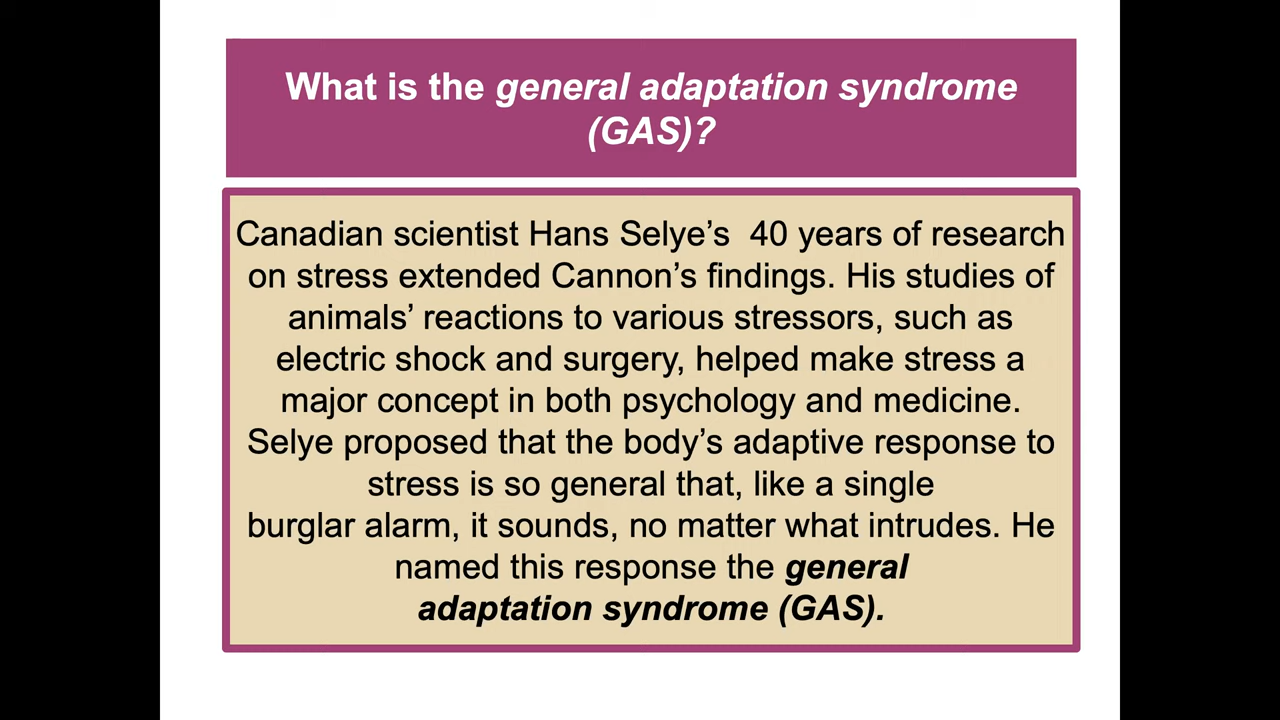 What is the general adaptation syndrome
(GAS)?
Canadian scientist Hans Selye’s  40 years of research
on stress extended Cannon’s findings. His studies of
animals’ reactions to various stressors, such as
electric shock and surgery, helped make stress a
major concept in both psychology and medicine.
Selye proposed that the body’s adaptive response to
stress is so general that, like a single
burglar alarm, it sounds, no matter what intrudes. He
named this response the general
adaptation syndrome (GAS).